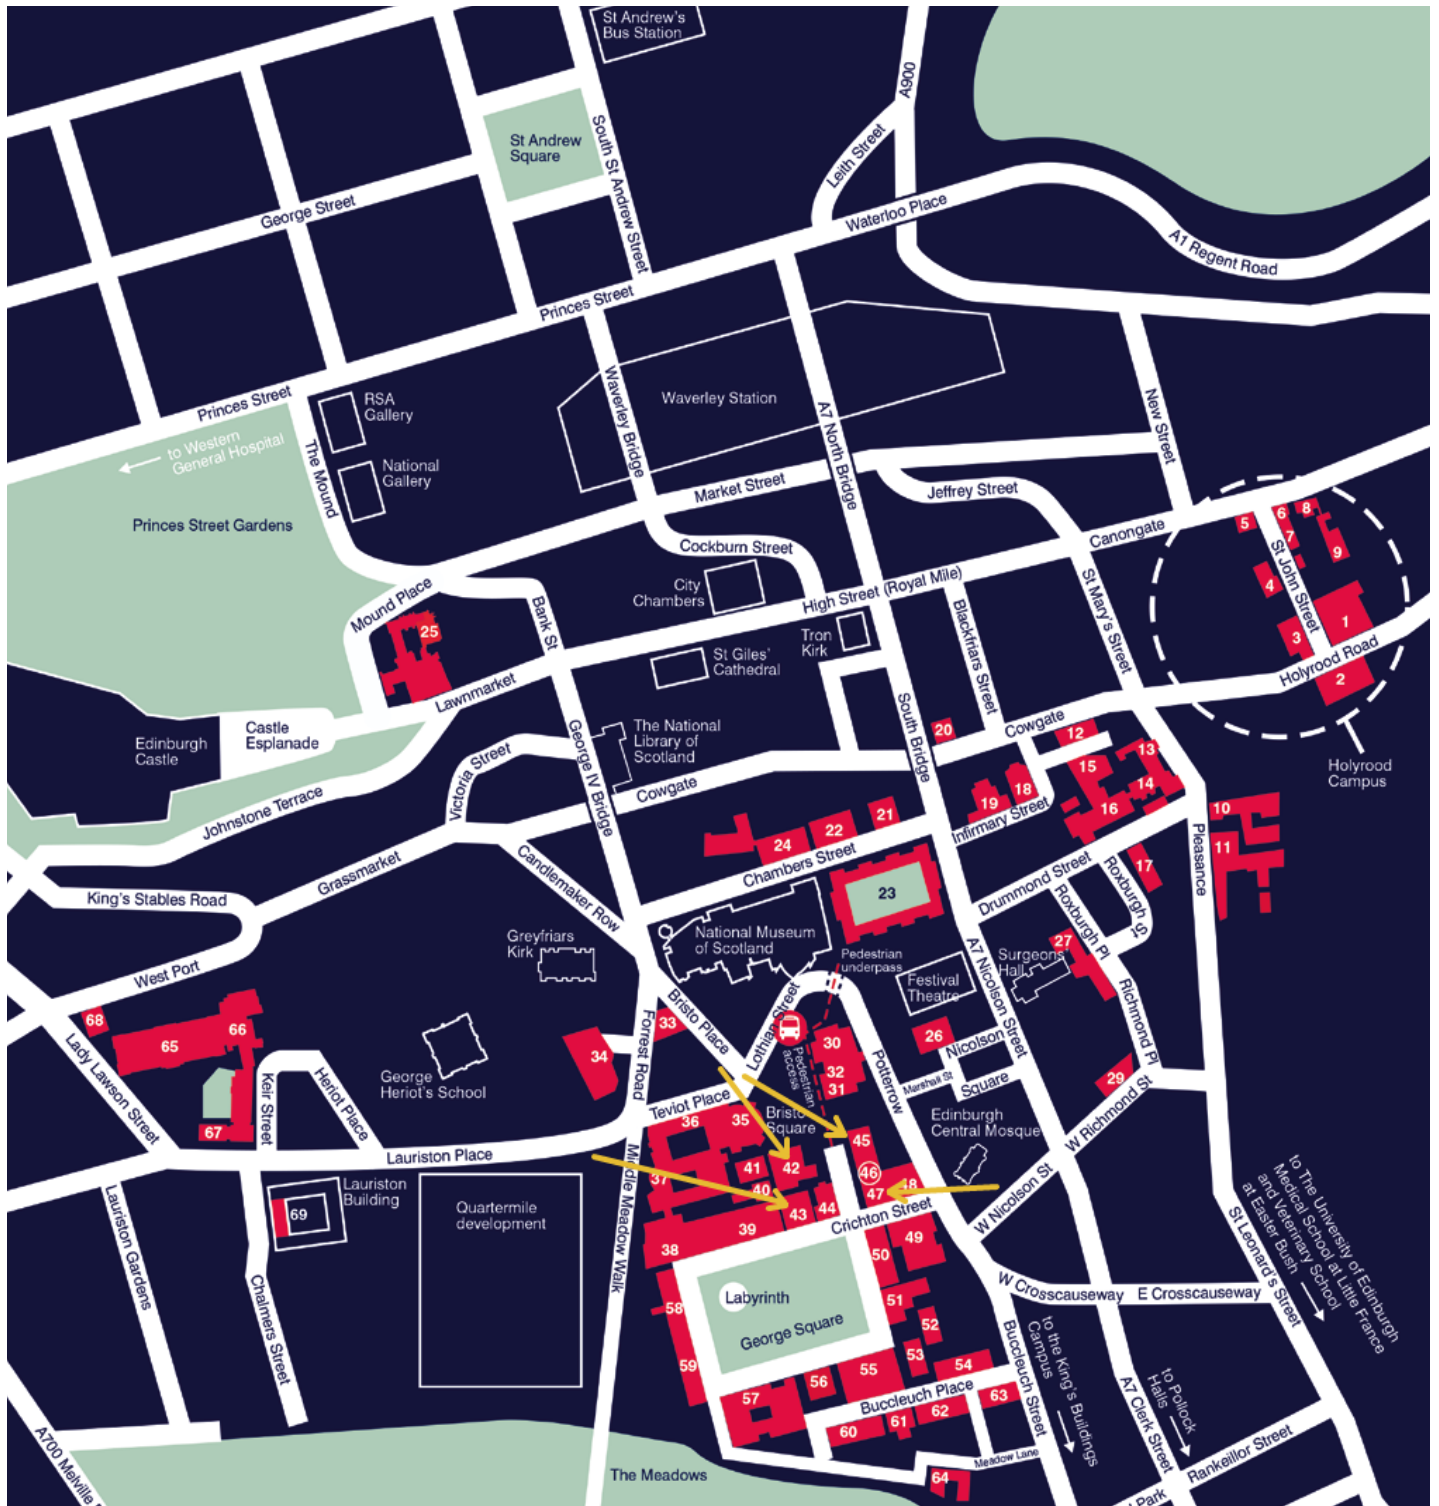 St Andrew's
Bus Station
A900
St Andrew
Square
South St Andrew Street
Leith Street
George Street
Waterloo Place
A1 Regent Road
Princes Street
Princes Street
to Western
General Hospital
RSA
Gallery
National
Gallery
The Mound
Waverley Bridge
Waverley Station
A7 North Bridge
New Street
Princes Street Gardens
Market Street
Jeffrey Street
Cockburn Street
Canongate
City
Chambers
High Street (Royal Mile)
Mound Place
Bank St
25
Tron
Kirk
St Giles'
Cathedral
Blackfriars Street
St Mary's Street
5
6
7
8
9
4
3
1
2
St John Street
Holyrood Road
Holyrood
Campus
Lawnmarket
Castle
Esplanade
Edinburgh
Castle
George IV Bridge
The National
Library of
Scotland
South Bridge
20
Cowgate
12
13
14
15
16
18
19
Infirmary Street
Victoria Street
Cowgate
Johnstone Terrace
Grassmarket
Candlemaker Row
24
22
21
Chambers Street
10
11
Pleasance
17
Drummond Street
Roxburgh St
Roxburgh Pl
King's Stables Road
West Port
Greyfriars
Kirk
National Museum
of Scotland
23
Pedestrian
underpass
Festival
Theatre
A7 Nicolson Street
Surgeons'
Hall
27
Richmond Pl
68
65
66
67
Lady Lawson Street
Keir Street
Heriot Place
George
Heriot's School
34
33
Forrest Road
Bristo Place
Lothian Street
Pedestrian
access
30
32
31
Potterrow
26
Nicolson
Square
Marshall St
29
W Richmond St
Edinburgh
Central Mosque
Teviot Place
Bristo
Square
36
35
37
41
42
40
43
44
45
46
47
48
39
38
Crichton Street
W Nicolson St
Lauriston Place
Lauriston
Building
69
Quartermile
development
Middle Meadow Walk
Lauriston Gardens
Chalmers Street
49
50
51
52
53
54
55
56
57
58
59
Labyrinth
George Square
W Crosscauseway
E Crosscauseway
St Leonard's Street
to The University of Edinburgh
Medical School at Little France
and Veterinary School
at Easter Bush
Buccleuch Place
60
61
62
63
64
Buccleuch Street
to the King's Buildings
Campus
Meadow Lane
A7 Clerk Street
to Pollock
Halls
Rankeillor Street
Park
The Meadows
A700 Melville